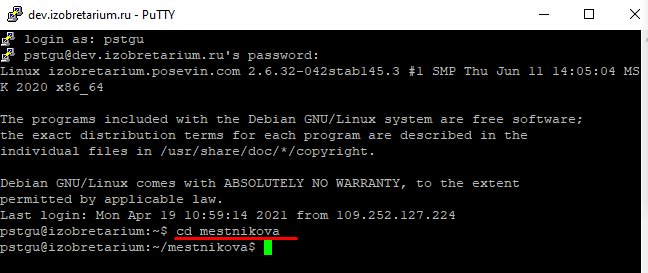 dev.izobretarium.ru - PuTTY
login as: pstgu
pstgu@dev.izobretarium.ru's password:
Linux izobretarium.posevin.com 2.6.32-042stab145.3 #1 SMP Thu Jun 11 14:05:04 MS
K 2020 x86_64
The programs included with the Debian GNU/Linux system are free software;
the exact distribution terms for each program are described in the
individual files in /usr/share/doc/*/copyright.
Debian GNU/Linux comes with ABSOLUTELY NO WARRANTY, to the extent
permitted by applicable law.
Last login: Mon Apr 19 10:59:14 2021 from 109.252.127.224
pstgu@izobretarium:~$ cd mestnikova
pstgu@izobretarium:~/mestnikova$